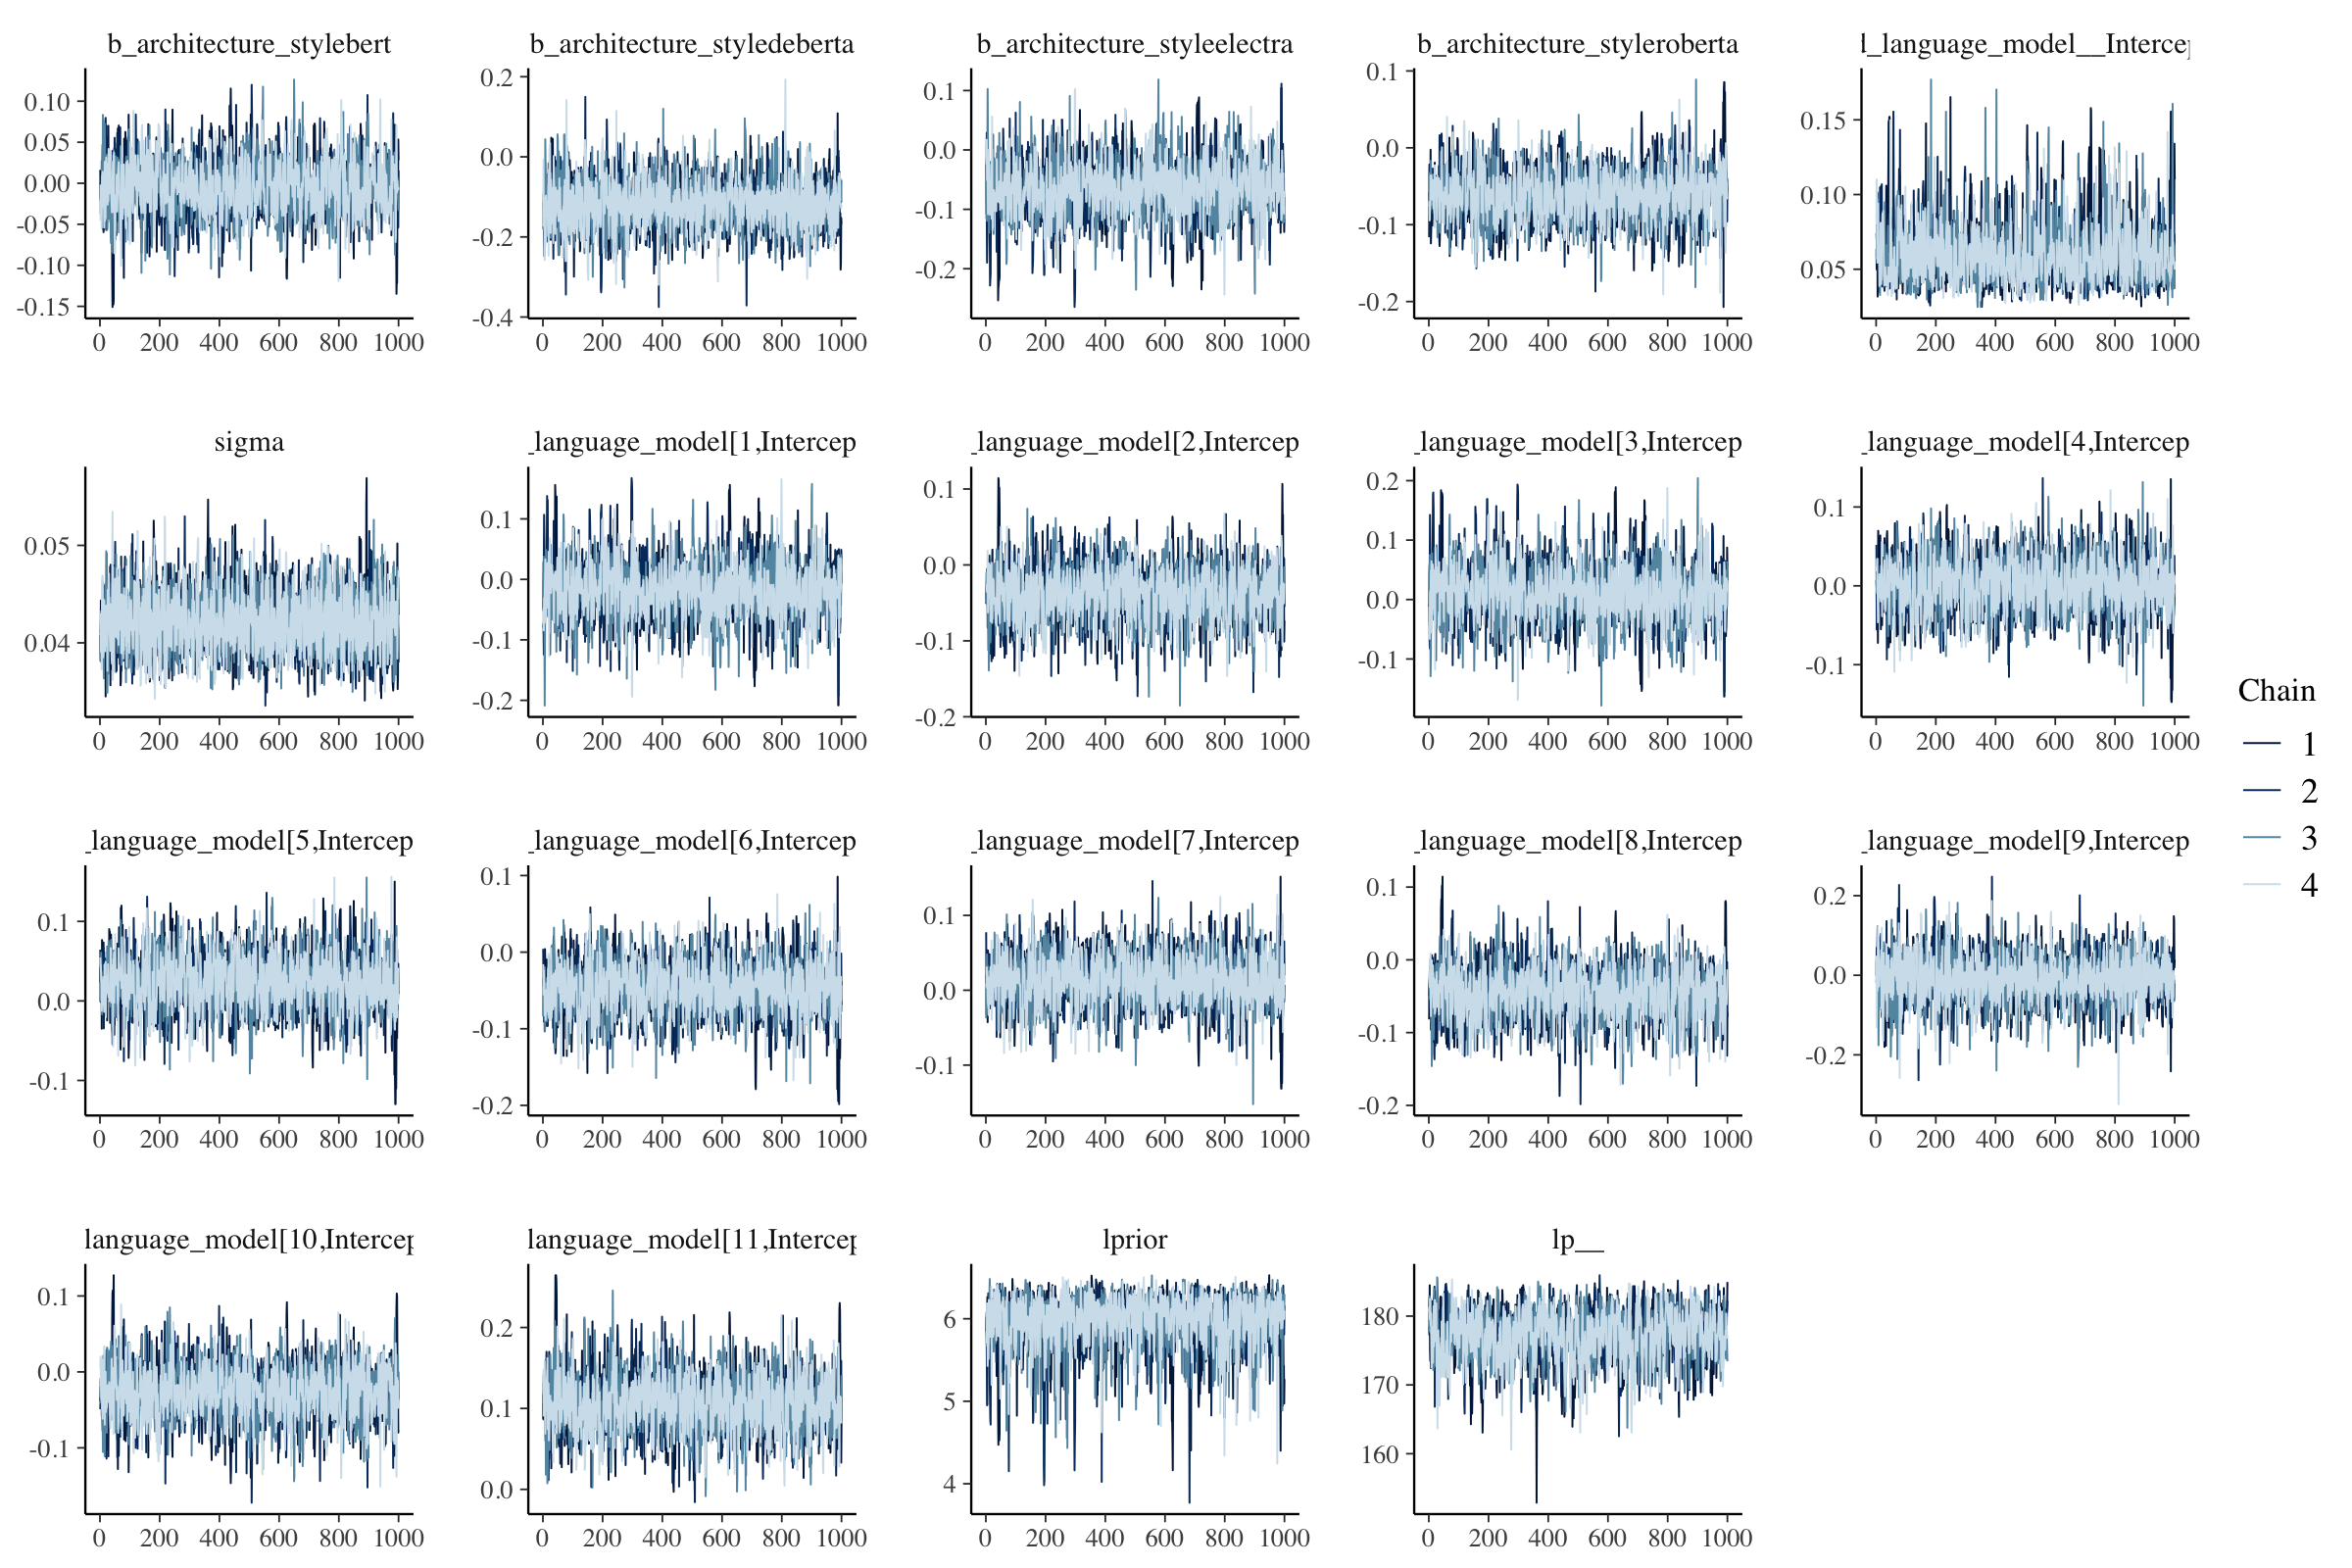 b_architecture_stylebert b_architecture_styledeberta b_architecture_styleelectra b_architecture_styleroberta l_language_model__Intercep
0.10 0.05 0.00 -0.05 -0.10 -0.15
0.2 0.0 -0.2 -0.4
0.1 0.0 -0.1 -0.2
0.1 0.0 -0.1 -0.2
0.15 0.10 0.05
0 200 400 600 800 1000 0 200 400 600 800 1000 0 200 400 600 800 1000 0 200 400 600 800 1000 0 200 400 600 800 1000
sigma _language_model[1,Intercep _language_model[2,Intercep _language_model[3,Intercep _language_model[4,Intercep
0.05 0.04
0.1 0.0 -0.1 -0.2
0.1 0.0 -0.1 -0.2
0.2 0.1 0.0 -0.1
0.1 0.0 -0.1
0 200 400 600 800 1000 0 200 400 600 800 1000 0 200 400 600 800 1000 0 200 400 600 800 1000 0 200 400 600 800 1000
Chain
1
2
3
4
_language_model[5,Intercep _language_model[6,Intercep _language_model[7,Intercep _language_model[8,Intercep _language_model[9,Intercep
0.1 0.0 -0.1
0.1 0.0 -0.1 -0.2
0.1 0.0 -0.1
0.1 0.0 -0.1 -0.2
0.2 0.0 -0.2
0 200 400 600 800 1000 0 200 400 600 800 1000 0 200 400 600 800 1000 0 200 400 600 800 1000 0 200 400 600 800 1000
language_model[10,Intercep language_model[11,Intercep lprior lp__
0.1 0.0 -0.1
0.2 0.1 0.0
6 5 4
180 170 160
0 200 400 600 800 1000 0 200 400 600 800 1000 0 200 400 600 800 1000 0 200 400 600 800 1000